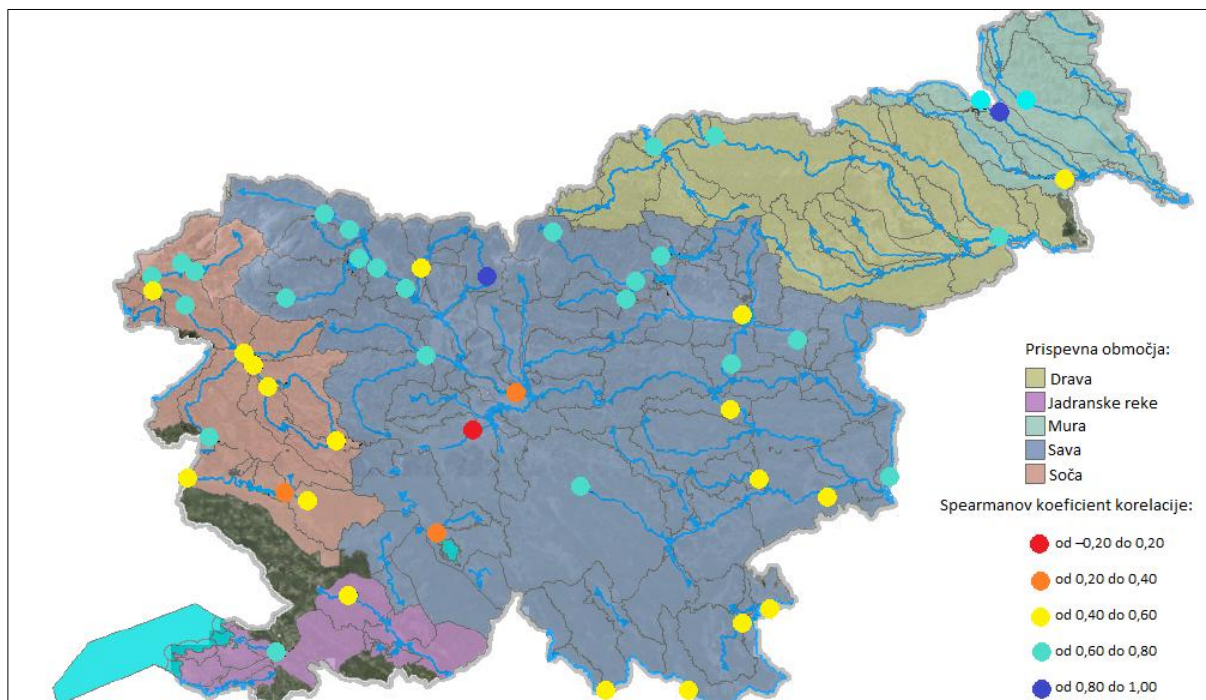 Prispevna območja:
Drava
Jadranske reke
Mura
Sava
Soča
Spearmanov koeficient korelacije:
od –0,20 do 0,20
od 0,20 do 0,40
od 0,40 do 0,60
od 0,60 do 0,80
od 0,80 do 1,00